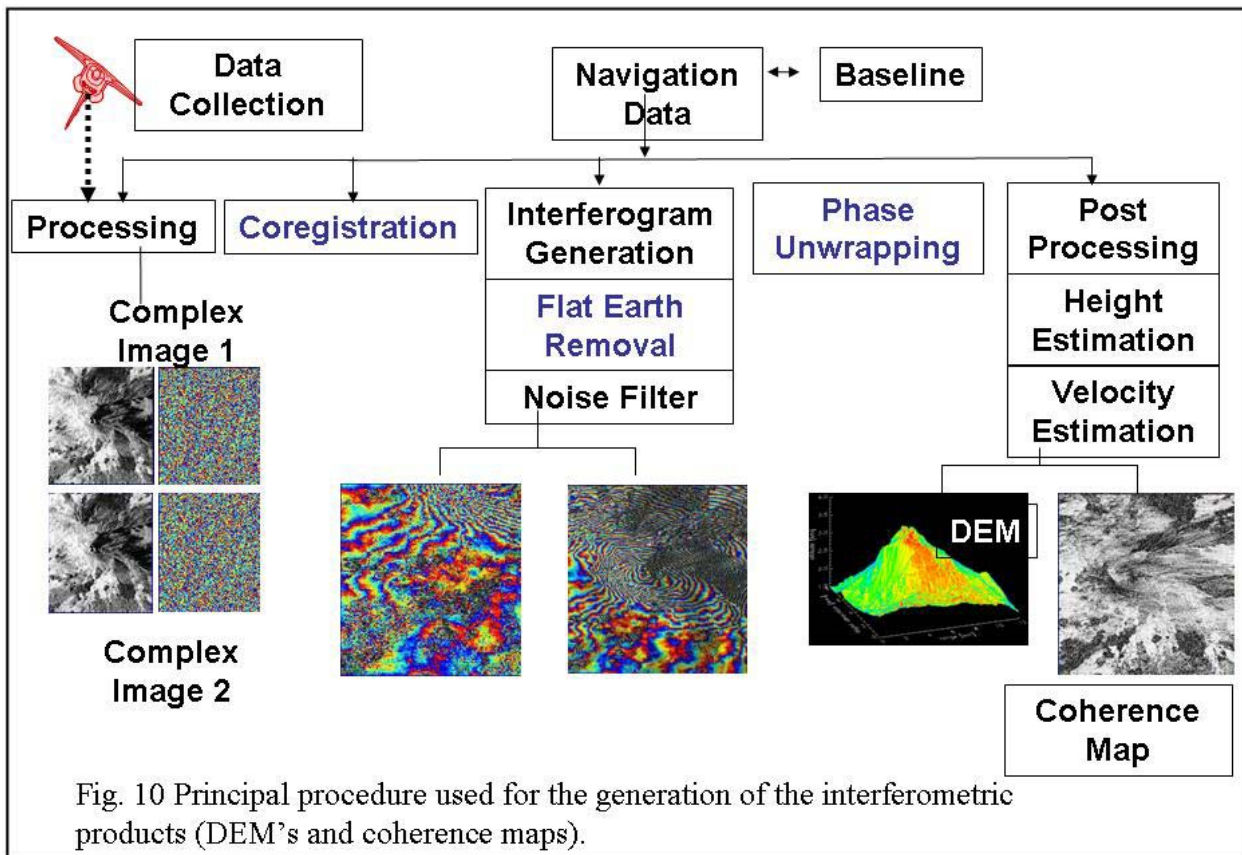 Data
Collection
Navigation
Data
Baseline
Processing
Coregistration
Interferogram
Generation
Flat Earth
Removal
Noise Filter
Phase
Unwrapping
Post
Processing
Height
Estimation
Velocity
Estimation
Complex
Image 1
Complex
Image 2
DEM
Coherence
Map
Fig. 10 Principal procedure used for the generation of the interferometric
products (DEM's and coherence maps).